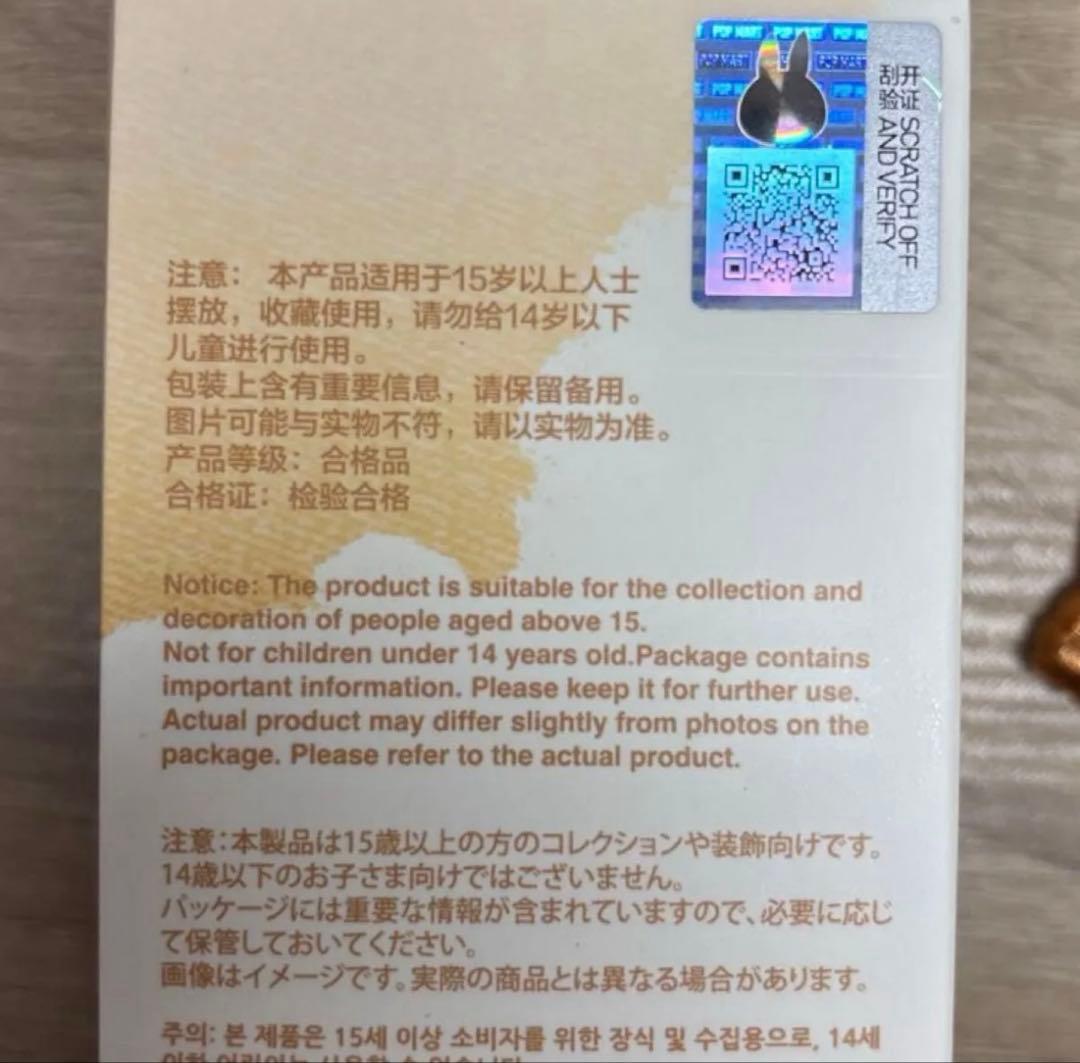 POP MART POP MART
开证 SCRATCH OFF
刮验 AND VERIFY
注意： 本产品适用于15岁以上人士
摆放，收藏使用，请勿给14岁以下
儿童进行使用。
包装上含有重要信息，请保留备用。
图片可能与实物不符，请以实物为准。
产品等级：合格品
合格证：检验合格
Notice: The product is suitable for the collection and
decoration of people aged above 15.
Not for children under 14 years old.Package contains
important information. Please keep it for further use.
Actual product may differ slightly from photos on the
package. Please refer to the actual product.
注意：本製品は15歳以上の方のコレクションや装飾向けです。
14歳以下のお子さま向けではございません。
パッケージには重要な情報が含まれていますので、必要に応じ
て保管しておいてください。
画像はイメージです。実際の商品とは異なる場合があります。
주의: 본 제품은 15세 이상 소비자를 위한 장식 및 수집용으로, 14세